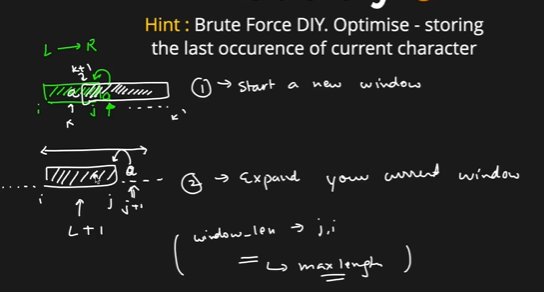 Hint : Brute Force DIY. Optimise - storing
the last occurence of current character
L → R
k+1
a
i
j
k
k'
① → Start a new window
a
i
j
j+1
L+1
② → Expand your current window
( window_len → j, i
= ↳ max length )